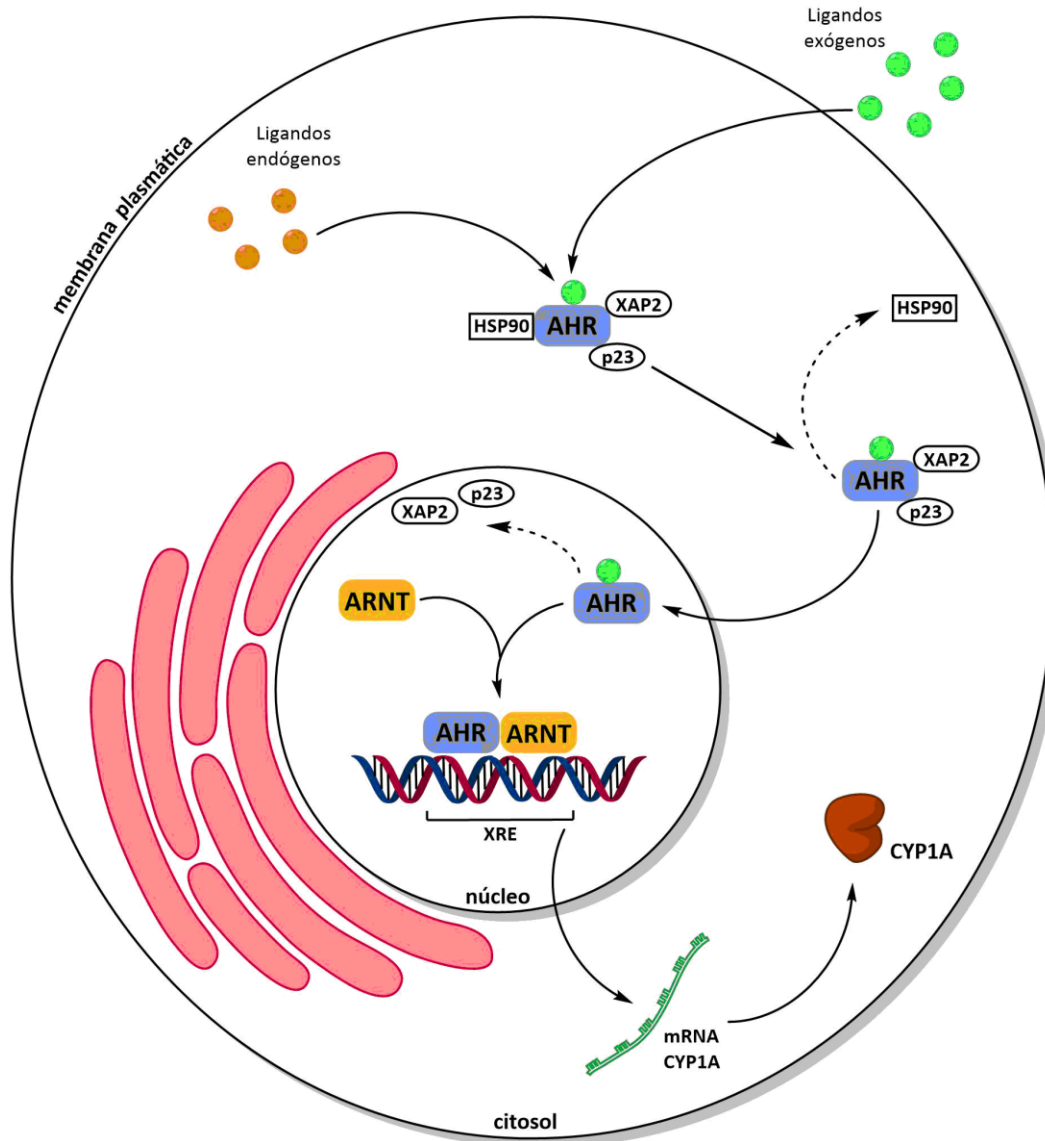 Ligandos
exógenos
Ligandos
endógenos
membrana plasmática
XAP2
HSP90
AHR
p23
HSP90
XAP2
AHR
p23
p23
XAP2
ARNT
AHR
AHR
ARNT
XRE
núcleo
CYP1A
mRNA
CYP1A
citosol